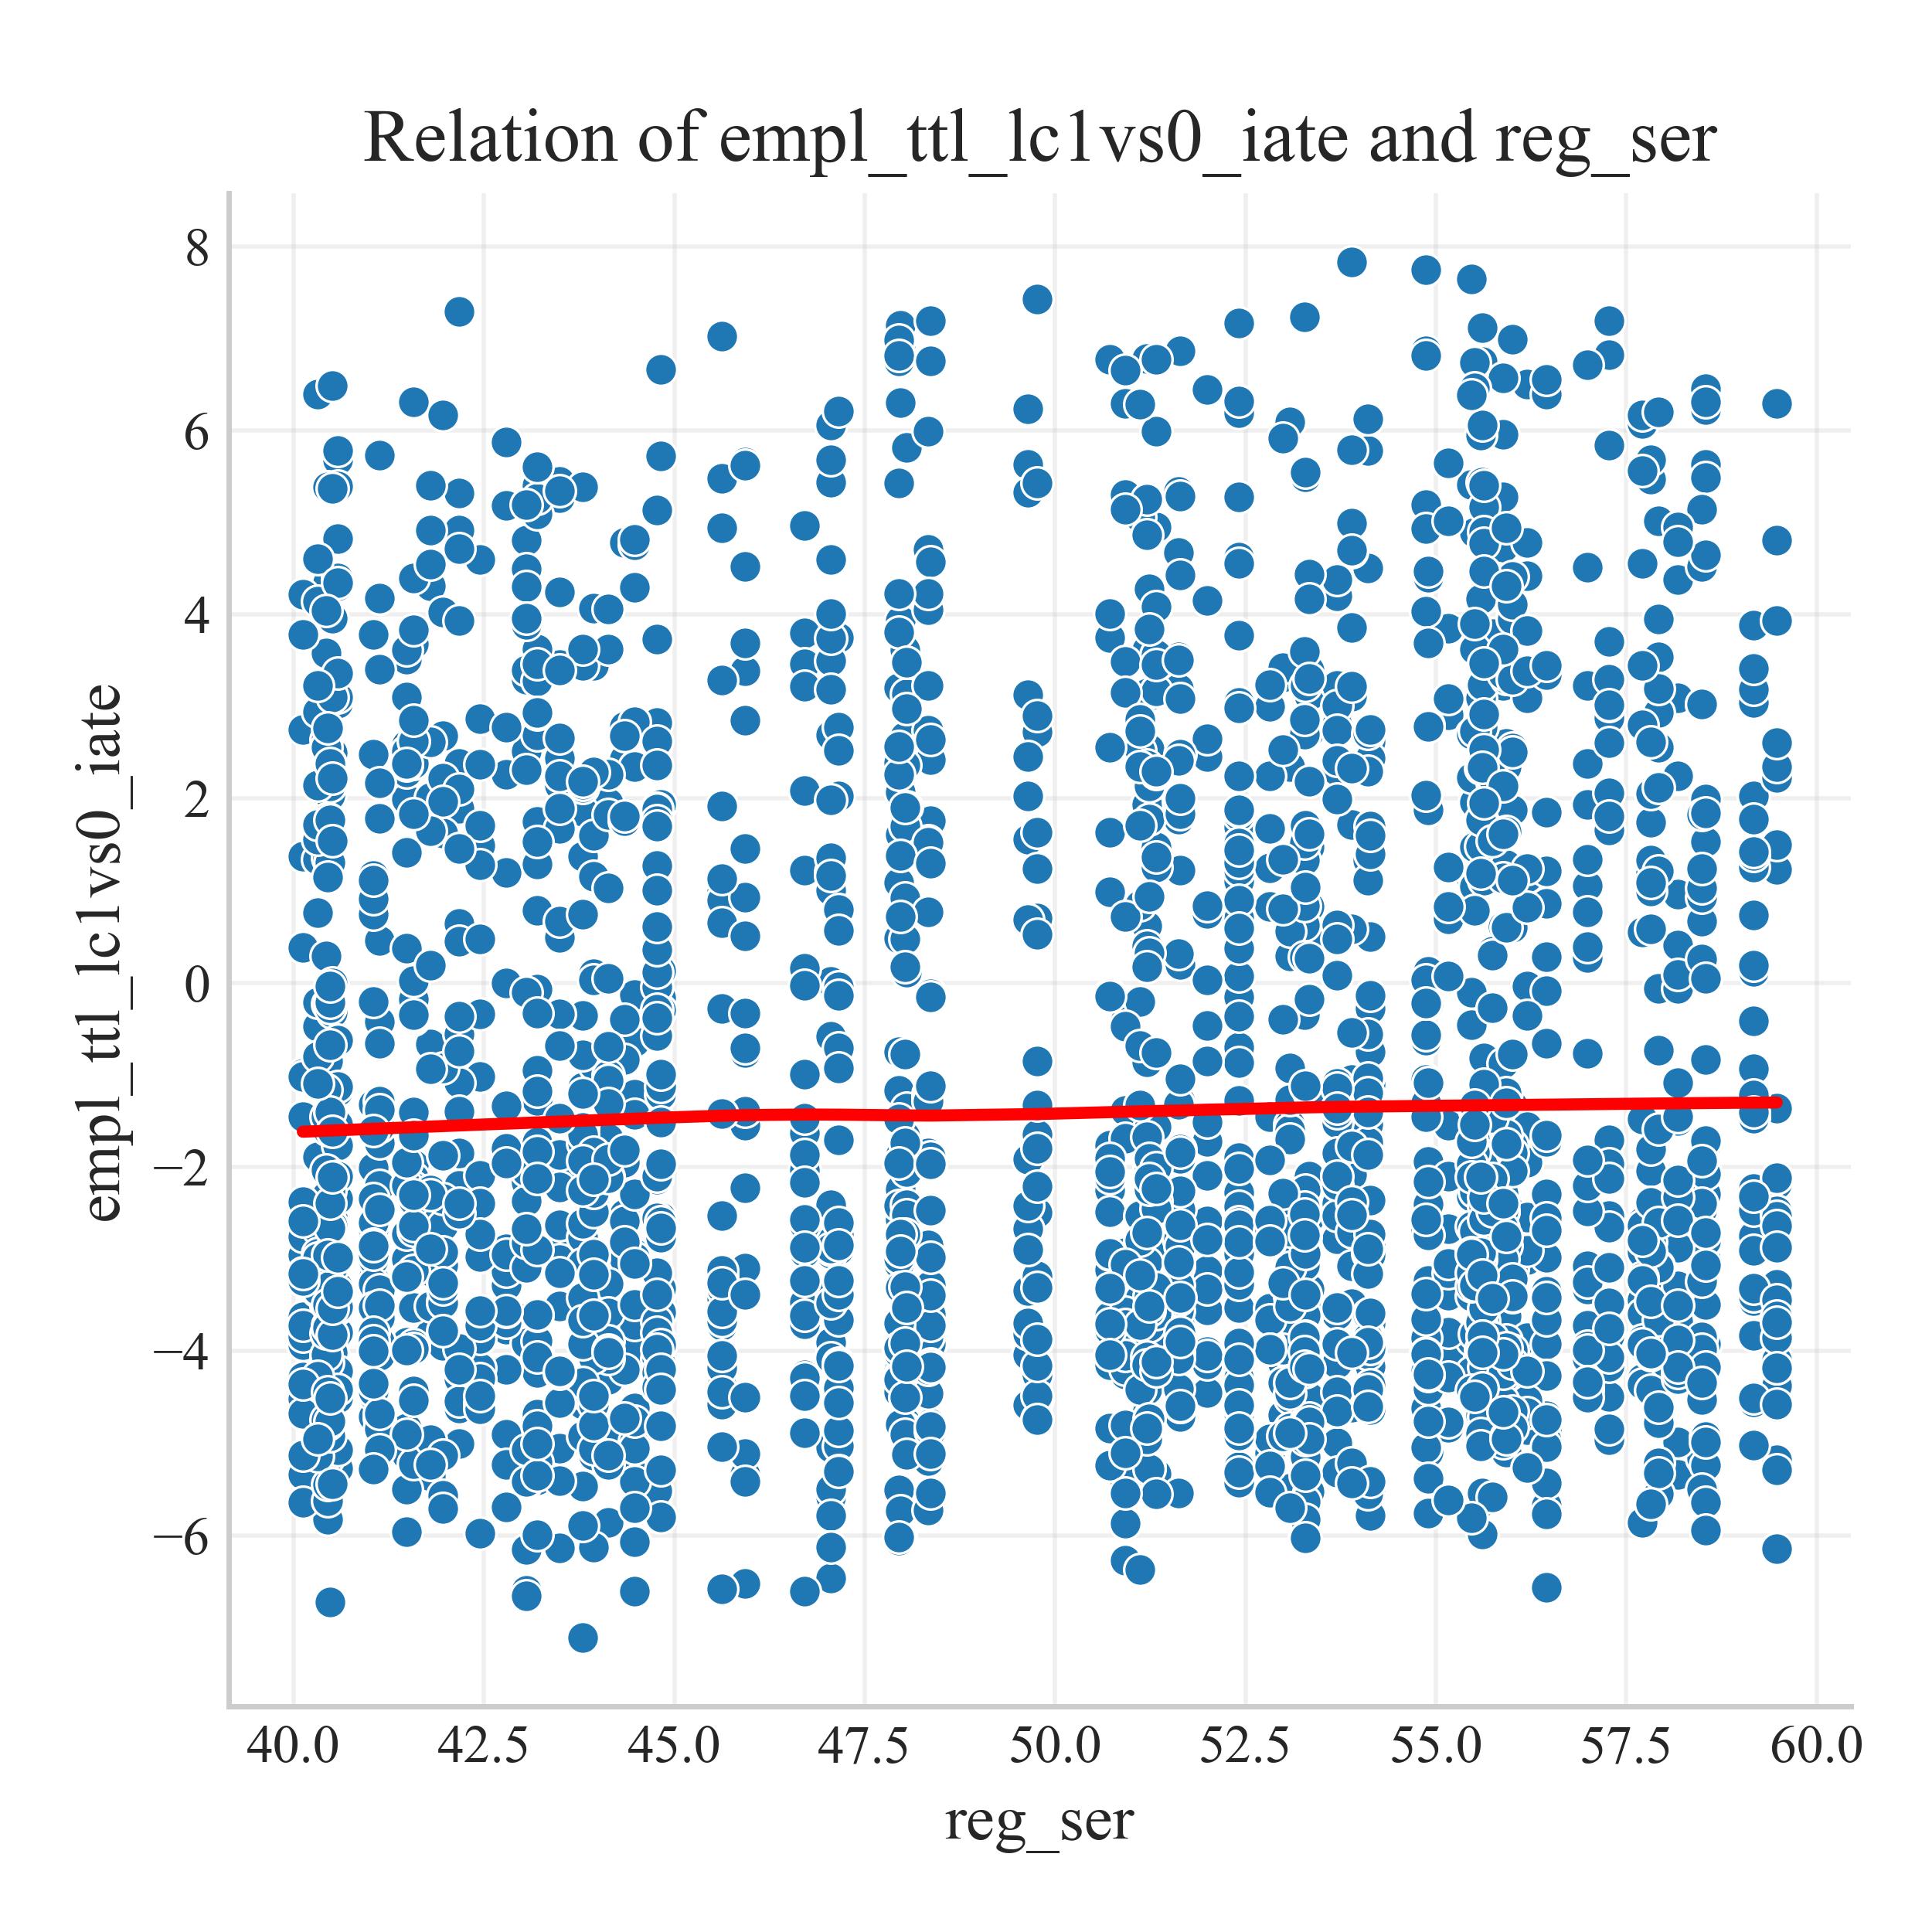 Relation of empl_ttl_lc1vs0_iate and reg_ser
empl_ttl_lc1vs0_iate
8
6
4
2
0
−2
−4
−6
40.0 42.5 45.0 47.5 50.0 52.5 55.0 57.5 60.0
reg_ser